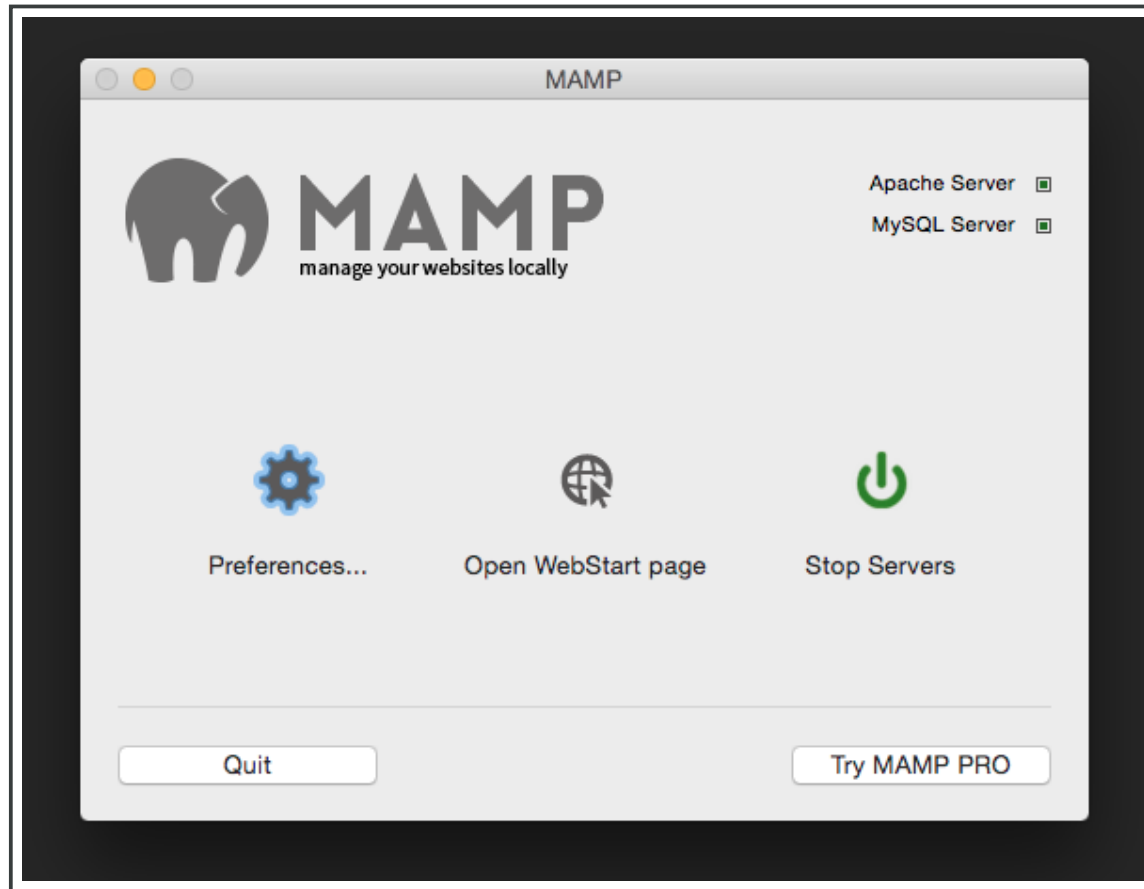 MAMP
MAMP
manage your websites locally
Apache Server
MySQL Server
Preferences...
Open WebStart page
Stop Servers
Quit
Try MAMP PRO